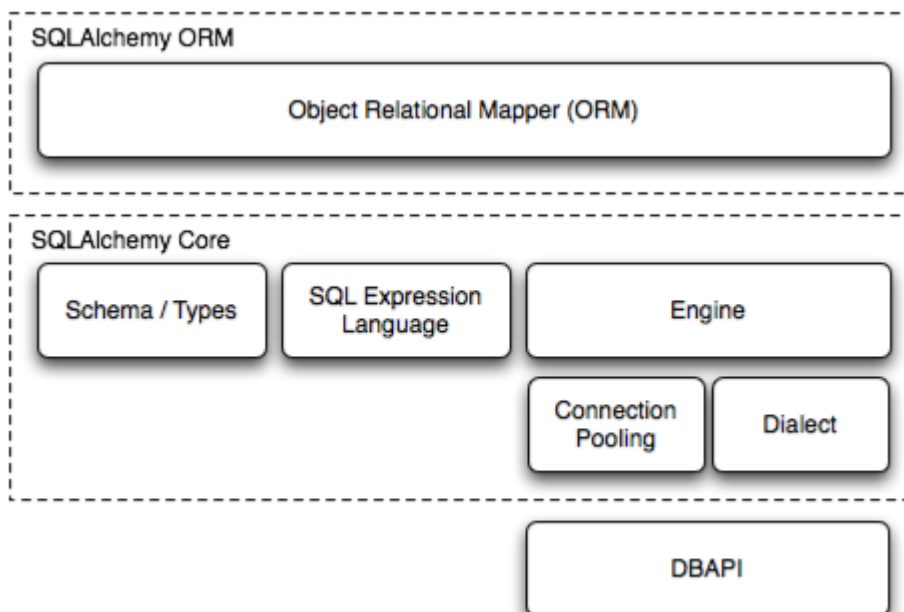 SQLAlchemy ORM
Object Relational Mapper (ORM)
SQLAlchemy Core
Schema / Types
SQL Expression
Language
Engine
Connection
Pooling
Dialect
DBAPI